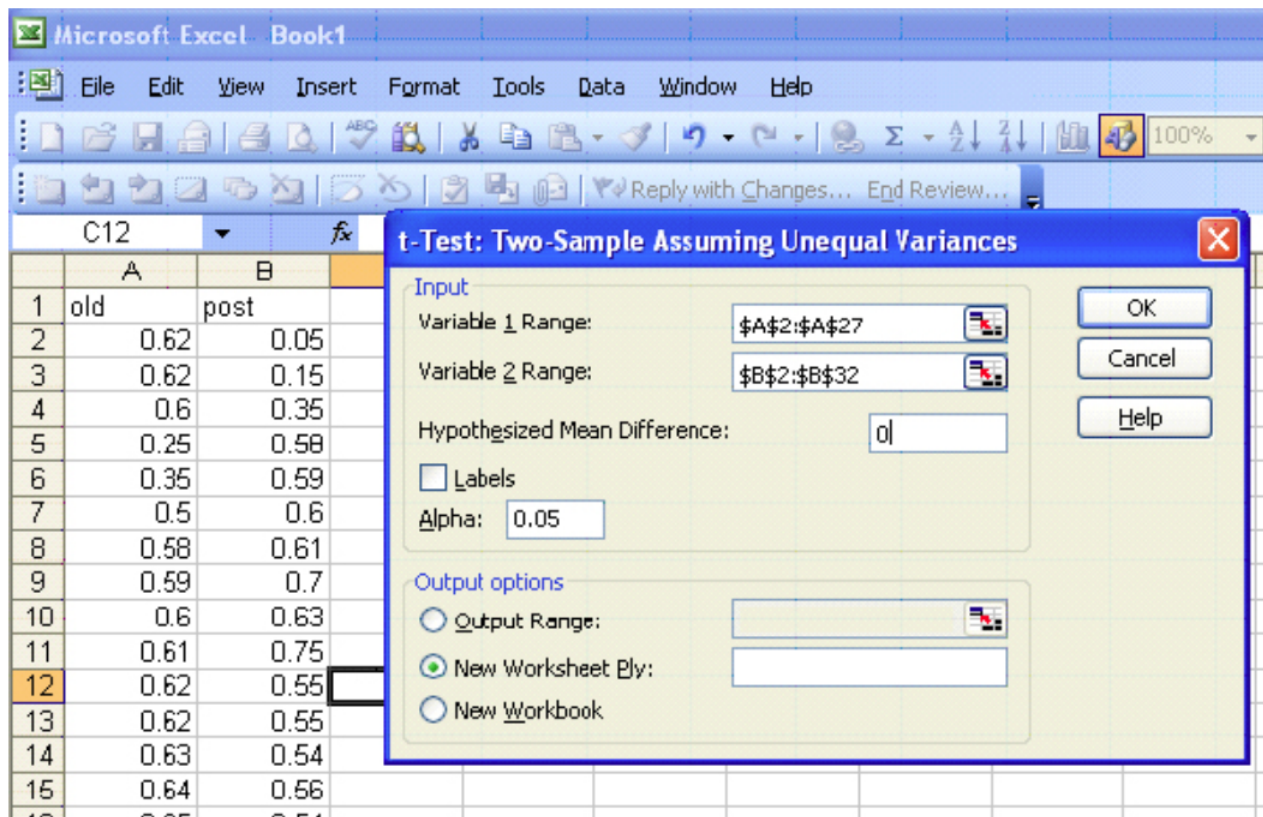 Microsoft Excel Book1
File Edit View Insert Format Tools Data Window Help
ABC Σ A Z Z A 100%
Reply with Changes... End Review...
C12 fx
t-Test: Two-Sample Assuming Unequal Variances
Input
Variable 1 Range: $A$2:$A$27
Variable 2 Range: $B$2:$B$32
Hypothesized Mean Difference: 0
Labels
Alpha: 0.05
OK
Cancel
Help
Output options
Output Range:
New Worksheet Ply:
New Workbook
A B
1 old post
2 0.62 0.05
3 0.62 0.15
4 0.6 0.35
5 0.25 0.58
6 0.35 0.59
7 0.5 0.6
8 0.58 0.61
9 0.59 0.7
10 0.6 0.63
11 0.61 0.75
12 0.62 0.55
13 0.62 0.55
14 0.63 0.54
15 0.64 0.56